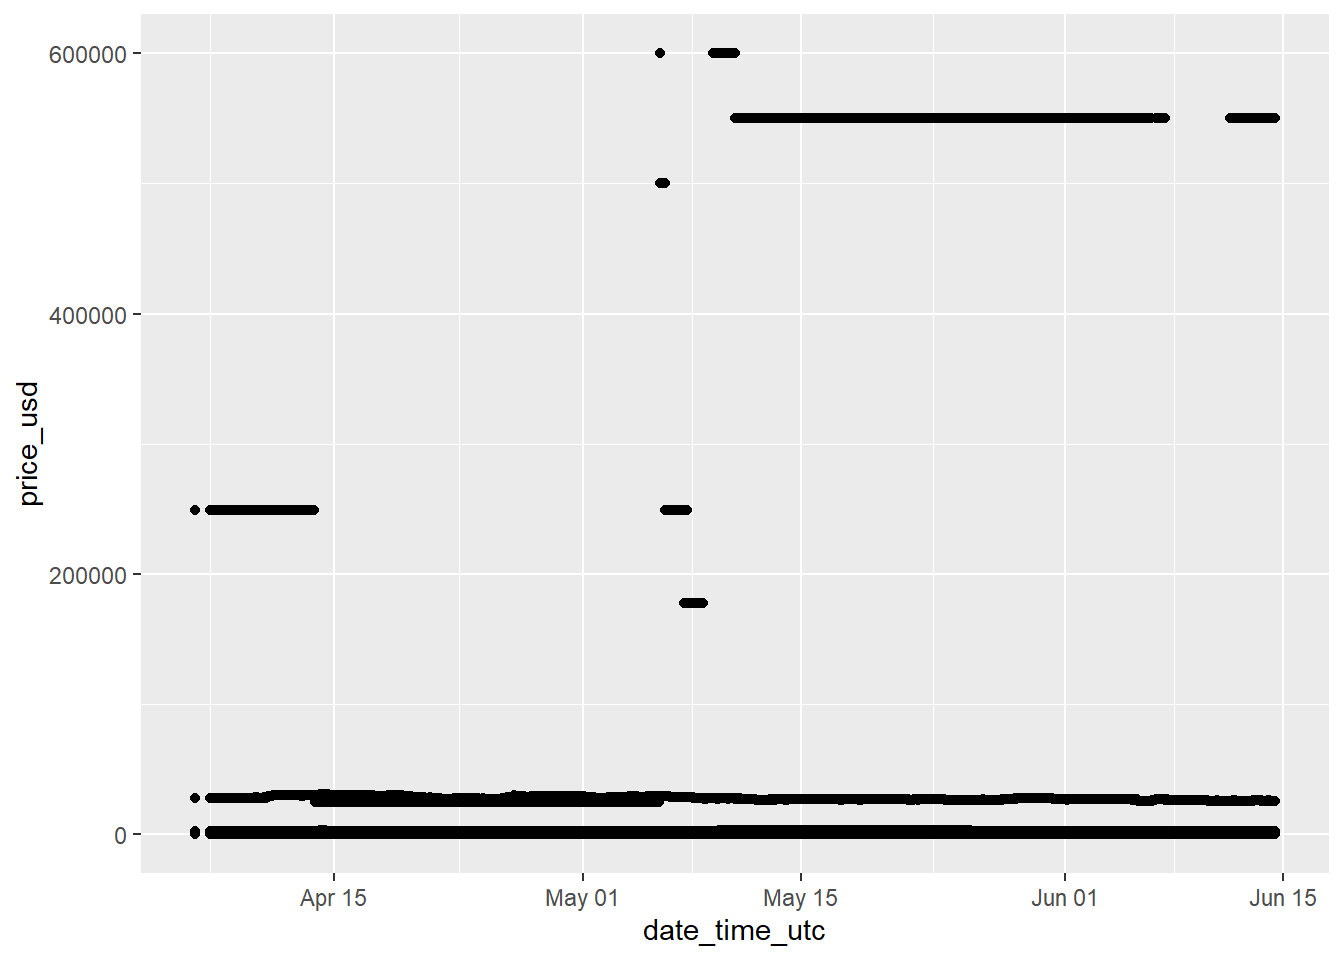 price_usd
600000
400000
200000
0
Apr 15
May 01
May 15
Jun 01
Jun 15
date_time_utc